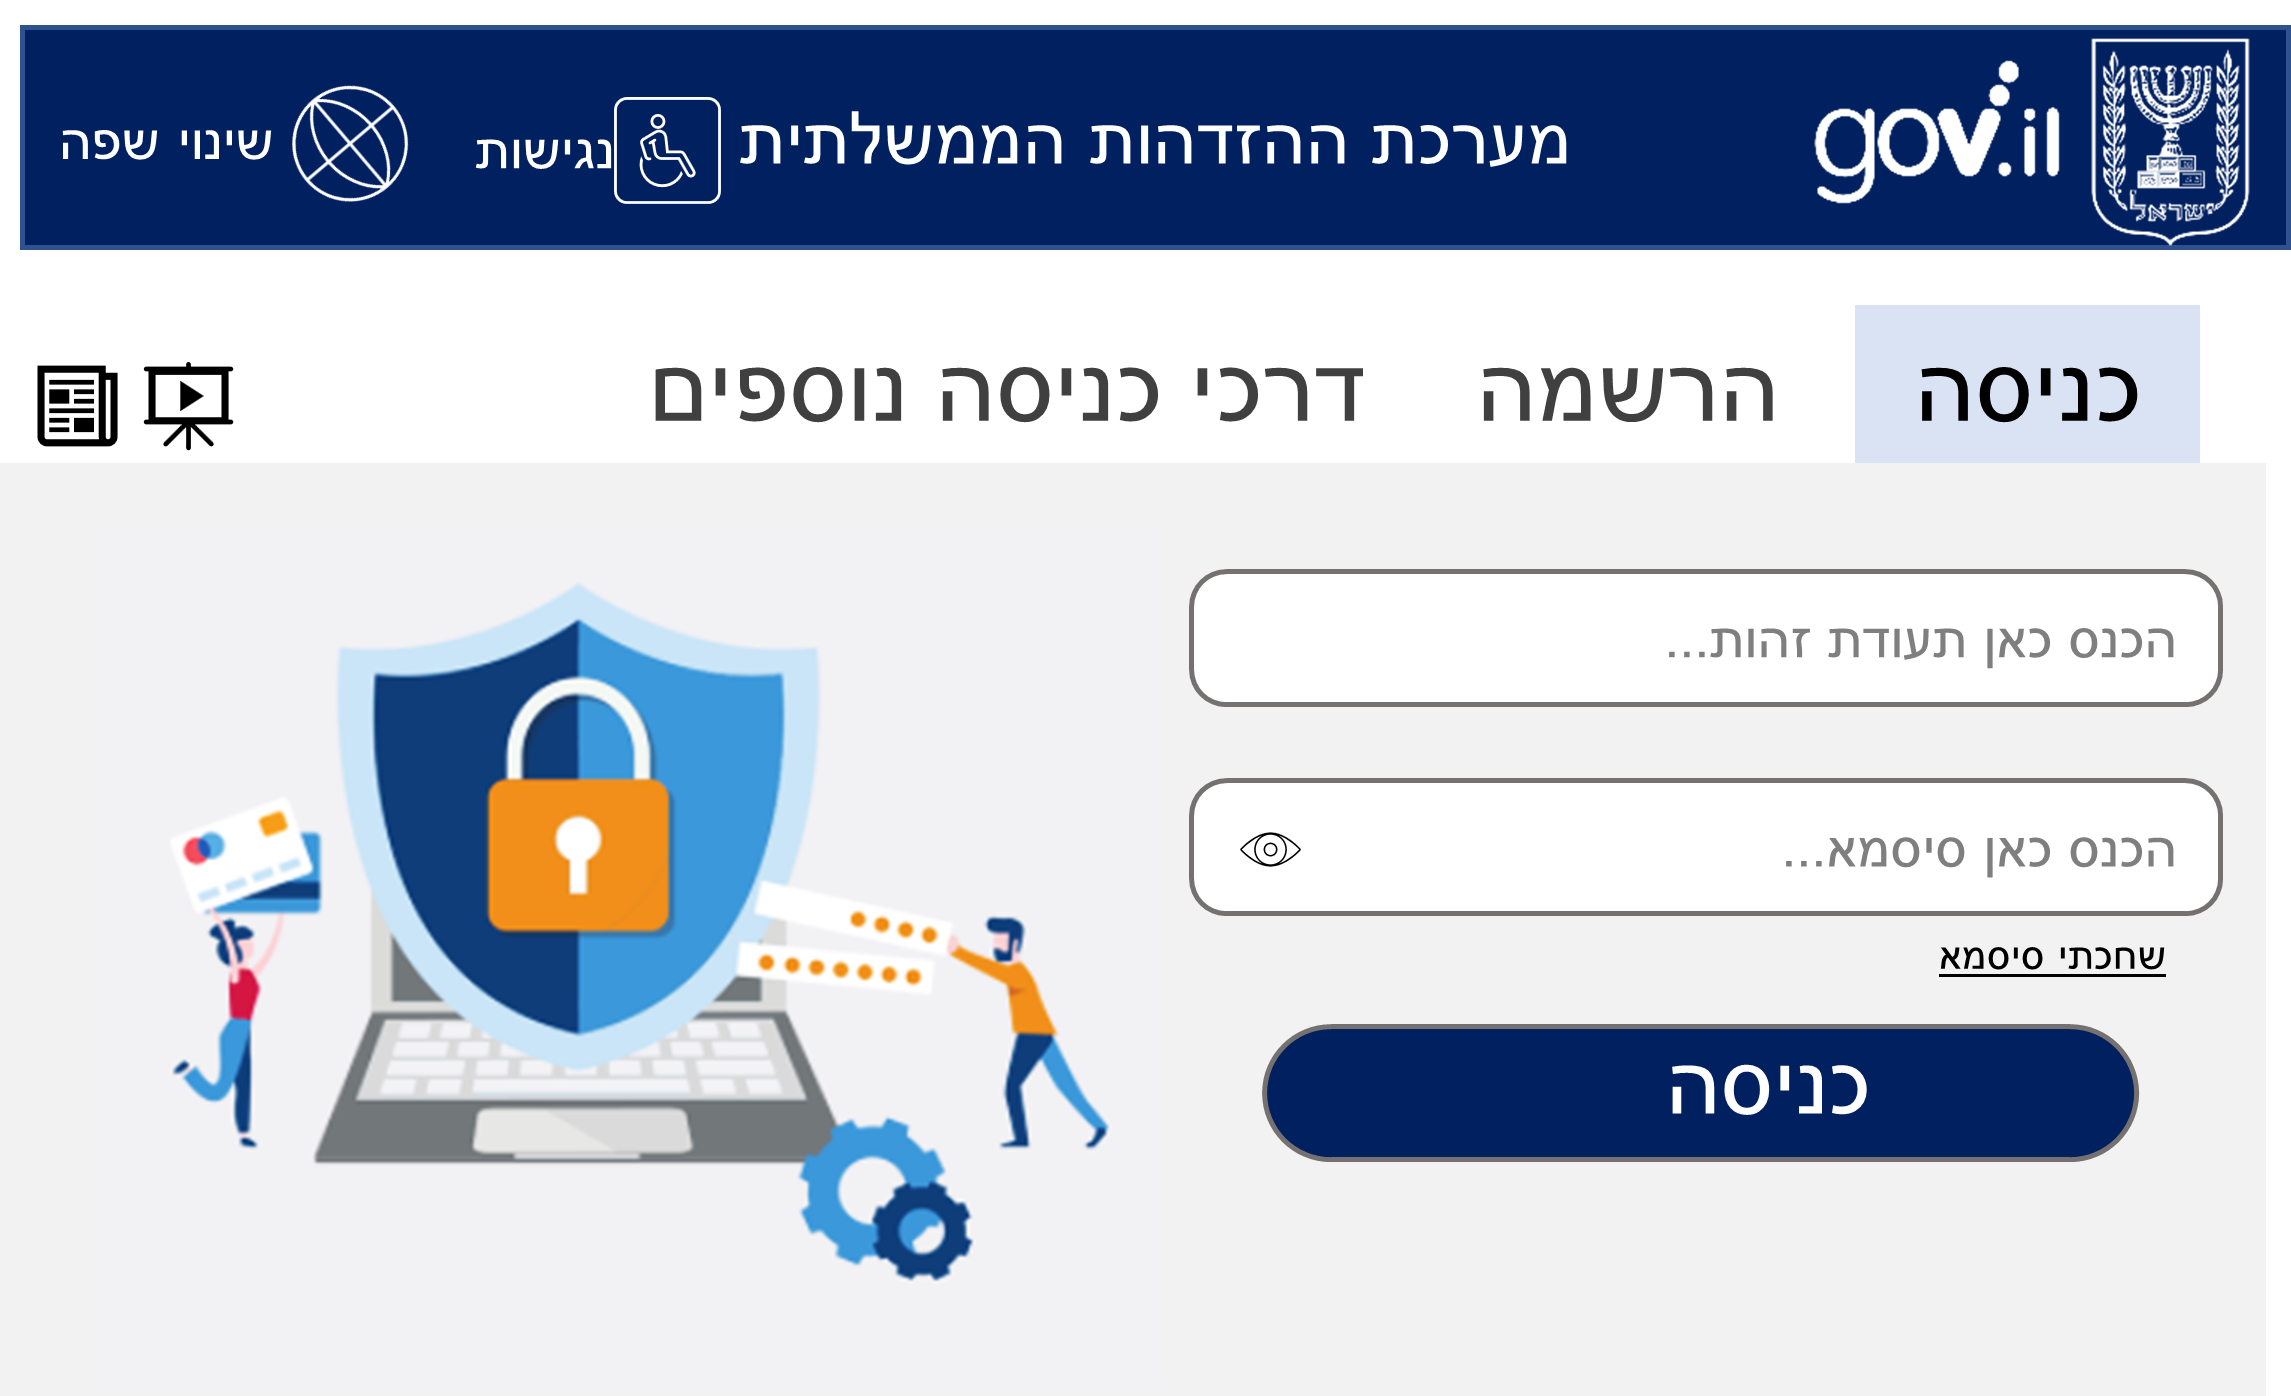 ישראל
gov.il
מערכת ההזדהות הממשלתית
נגישות
שינוי שפה
כניסה
הרשמה
דרכי כניסה נוספים
הכנס כאן תעודת זהות...
הכנס כאן סיסמא...
שחכתי סיסמא
כניסה